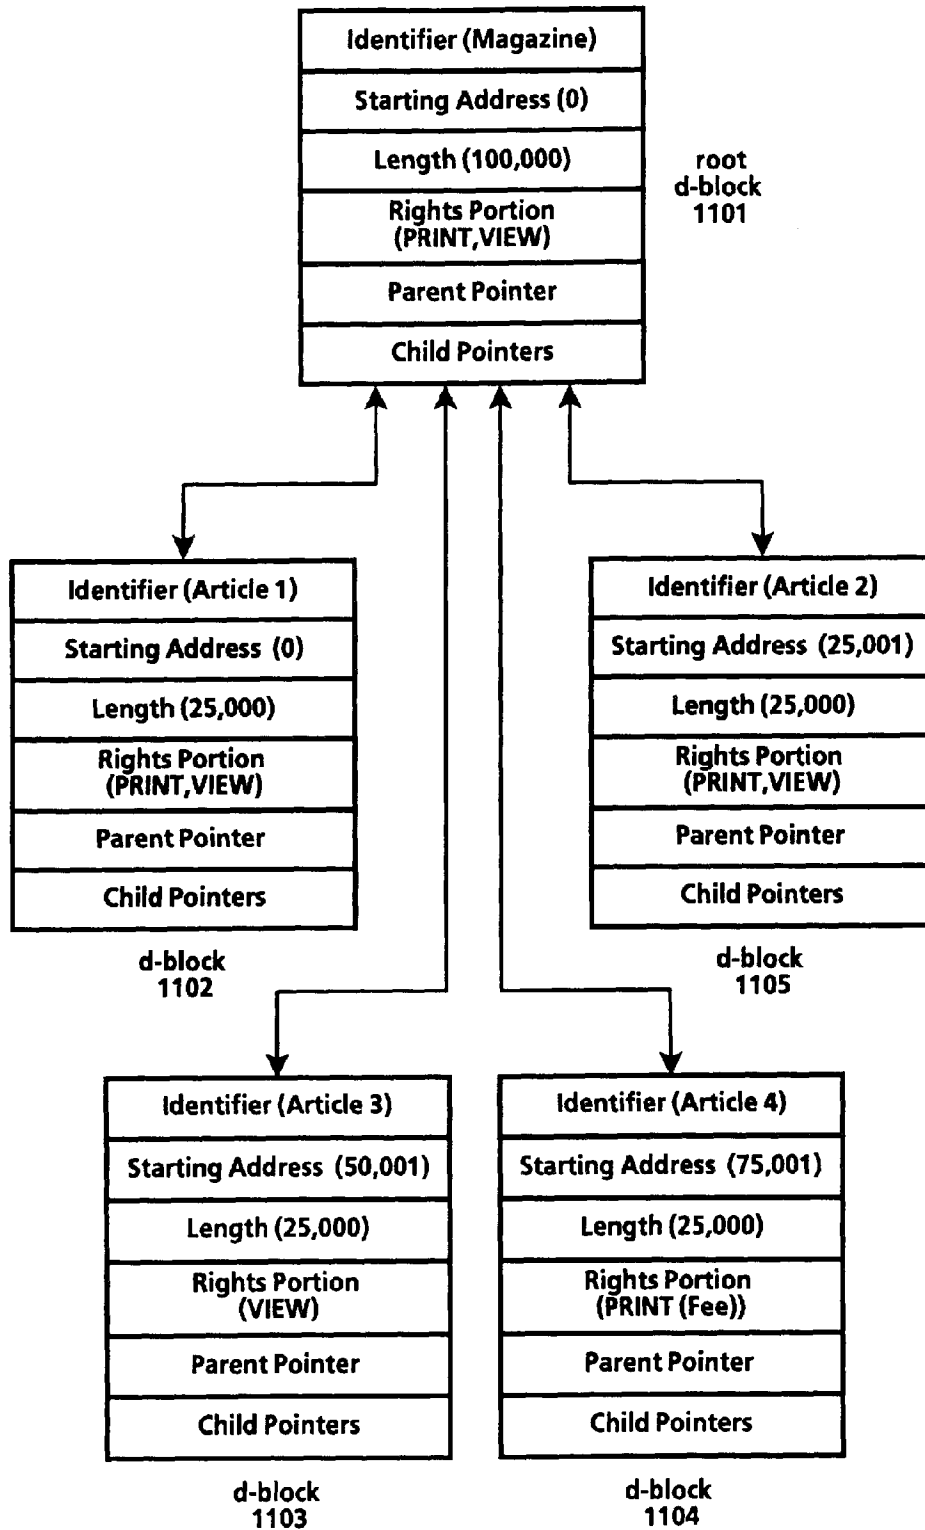 Identifier (Magazine)
Starting Address (0)
Length (100,000)
Rights Portion
(PRINT,VIEW)
Parent Pointer
Child Pointers
root
d-block
1101
Identifier (Article 1)
Starting Address (0)
Length (25,000)
Rights Portion
(PRINT,VIEW)
Parent Pointer
Child Pointers
d-block
1102
Identifier (Article 2)
Starting Address (25,001)
Length (25,000)
Rights Portion
(PRINT,VIEW)
Parent Pointer
Child Pointers
d-block
1105
Identifier (Article 3)
Starting Address (50,001)
Length (25,000)
Rights Portion
(VIEW)
Parent Pointer
Child Pointers
d-block
1103
Identifier (Article 4)
Starting Address (75,001)
Length (25,000)
Rights Portion
(PRINT (Fee))
Parent Pointer
Child Pointers
d-block
1104